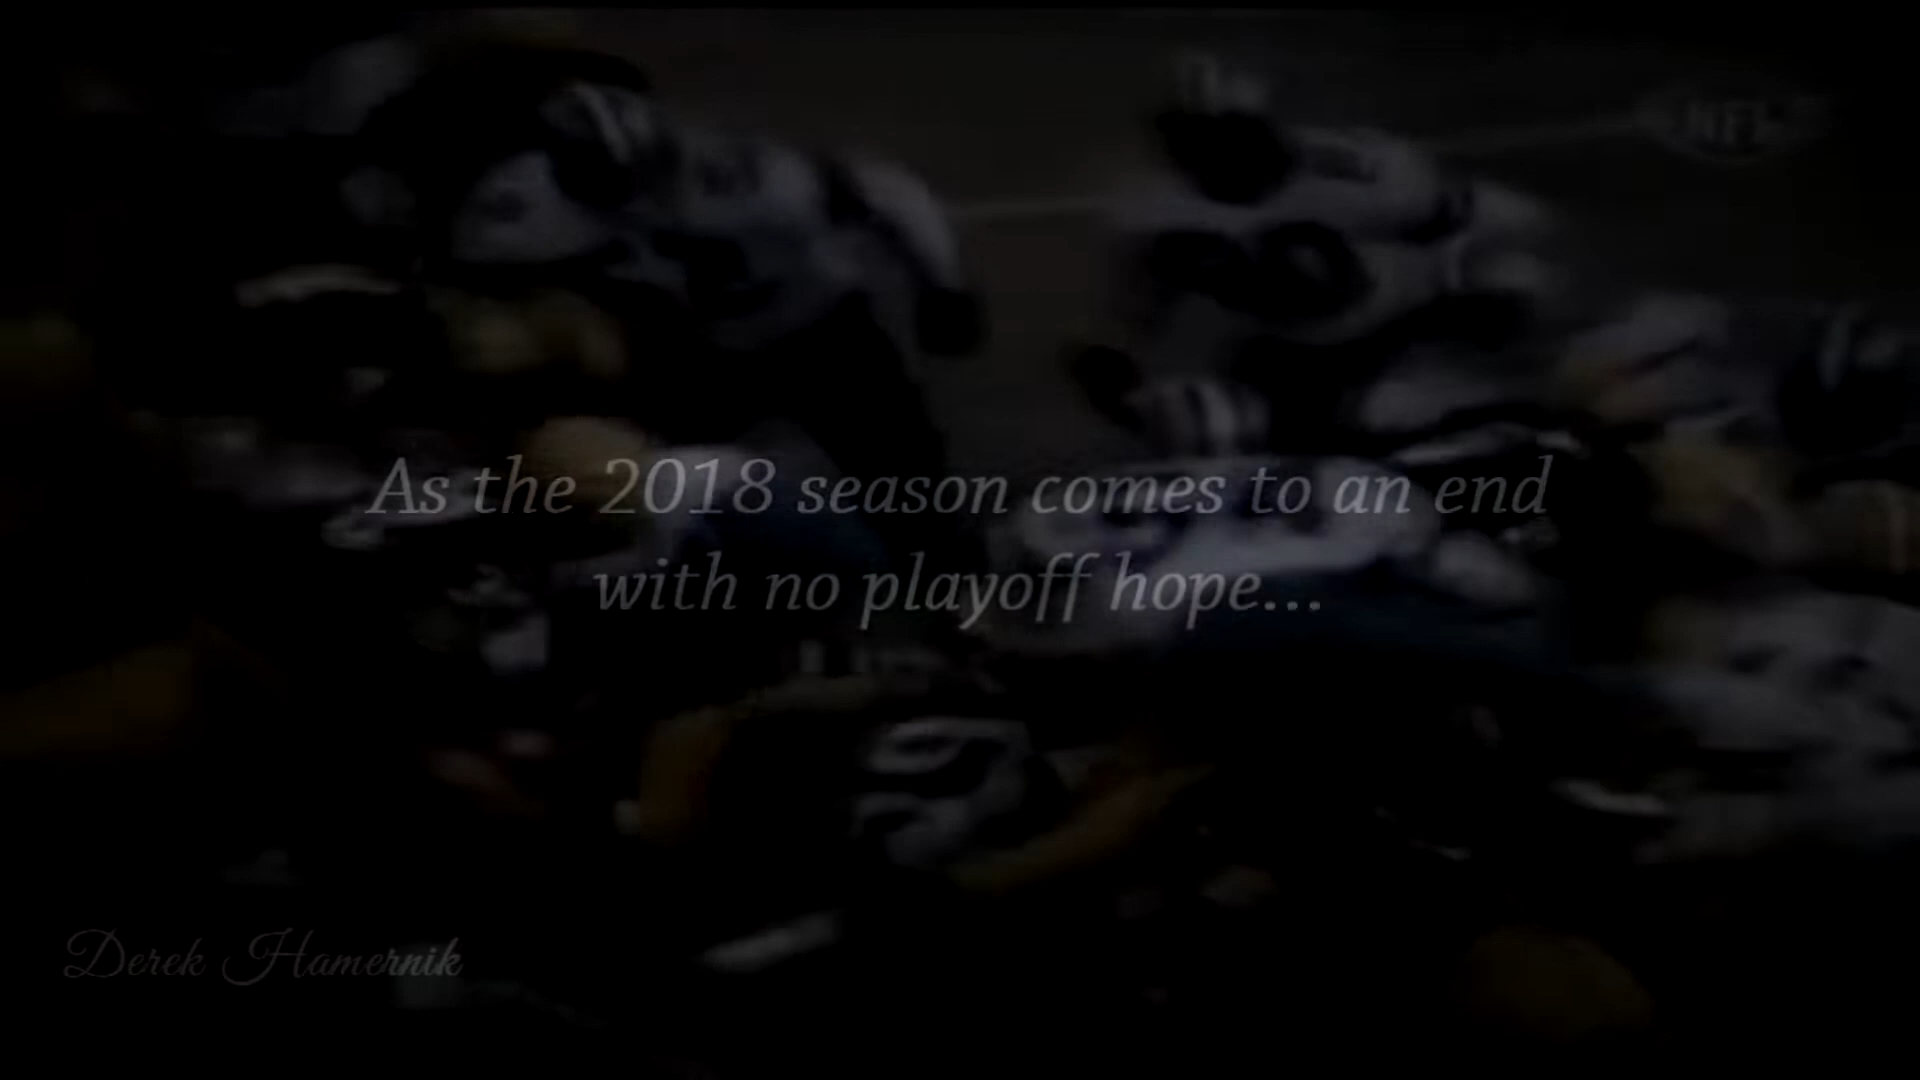 As the 2018 season comes to an end
with no playoff hope...
Derek Hamernik